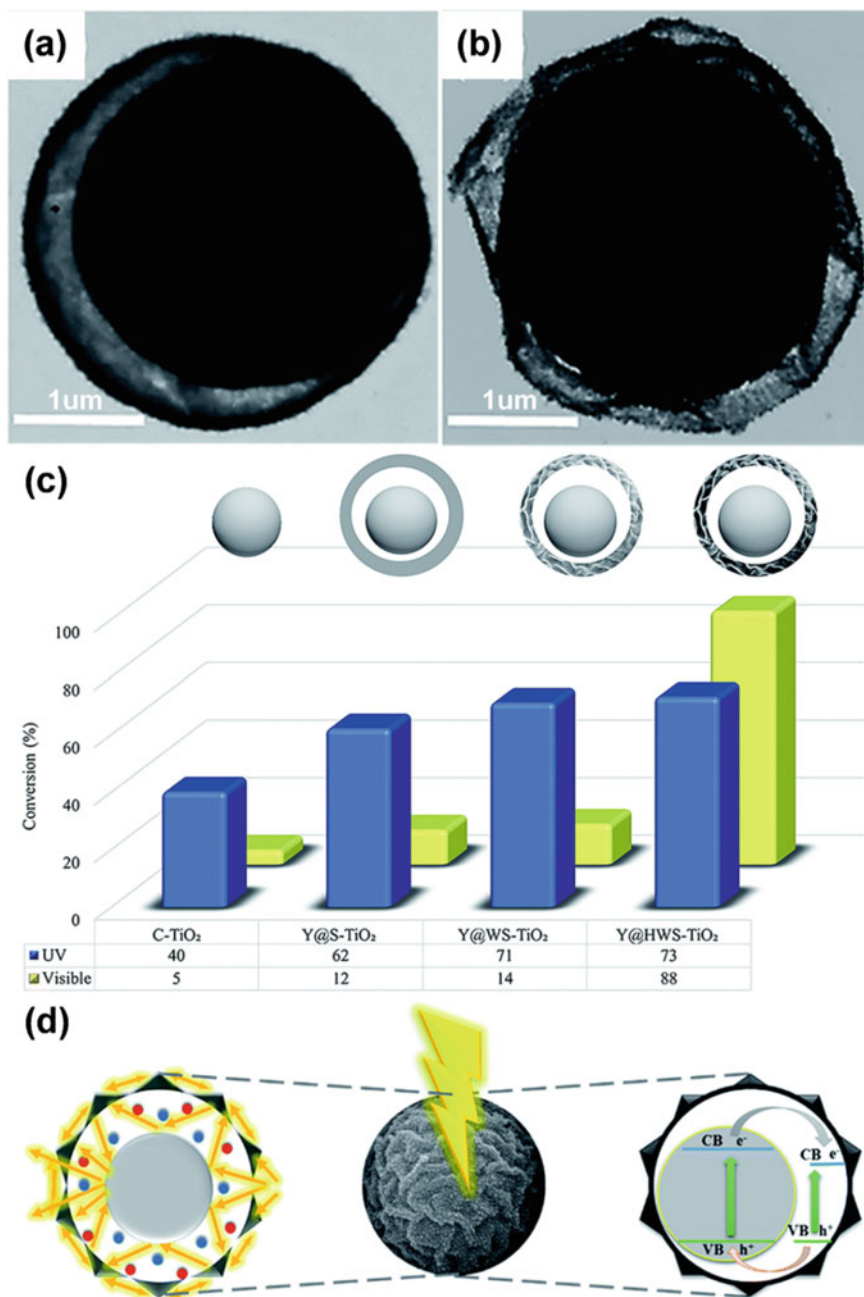 (a)
(b)
1um
1um
(c)
100
80
60
40
20
0
Conversion (%)
C-TiO₂ Y@S-TiO₂ Y@WS-TiO₂ Y@HWS-TiO₂
UV 40 62 71 73
Visible 5 12 14 88
(d)
CB e⁻
CB e⁻
VB h⁺
VB h⁺